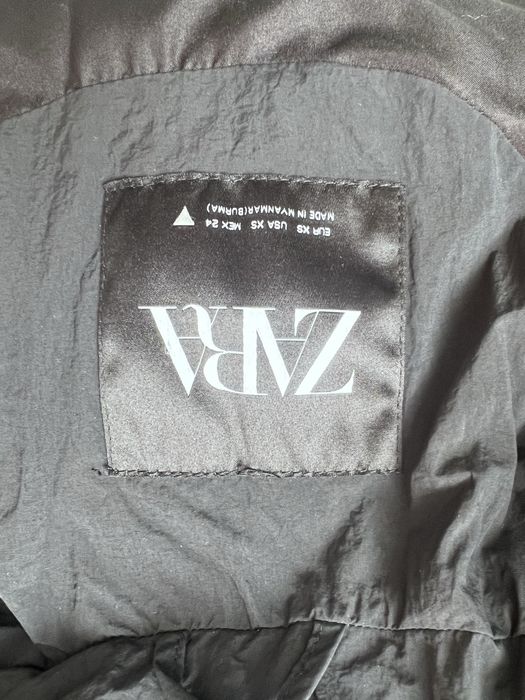 ZARA
EUR XS USA XS MEX 24
MADE IN MYANMAR(BURMA)